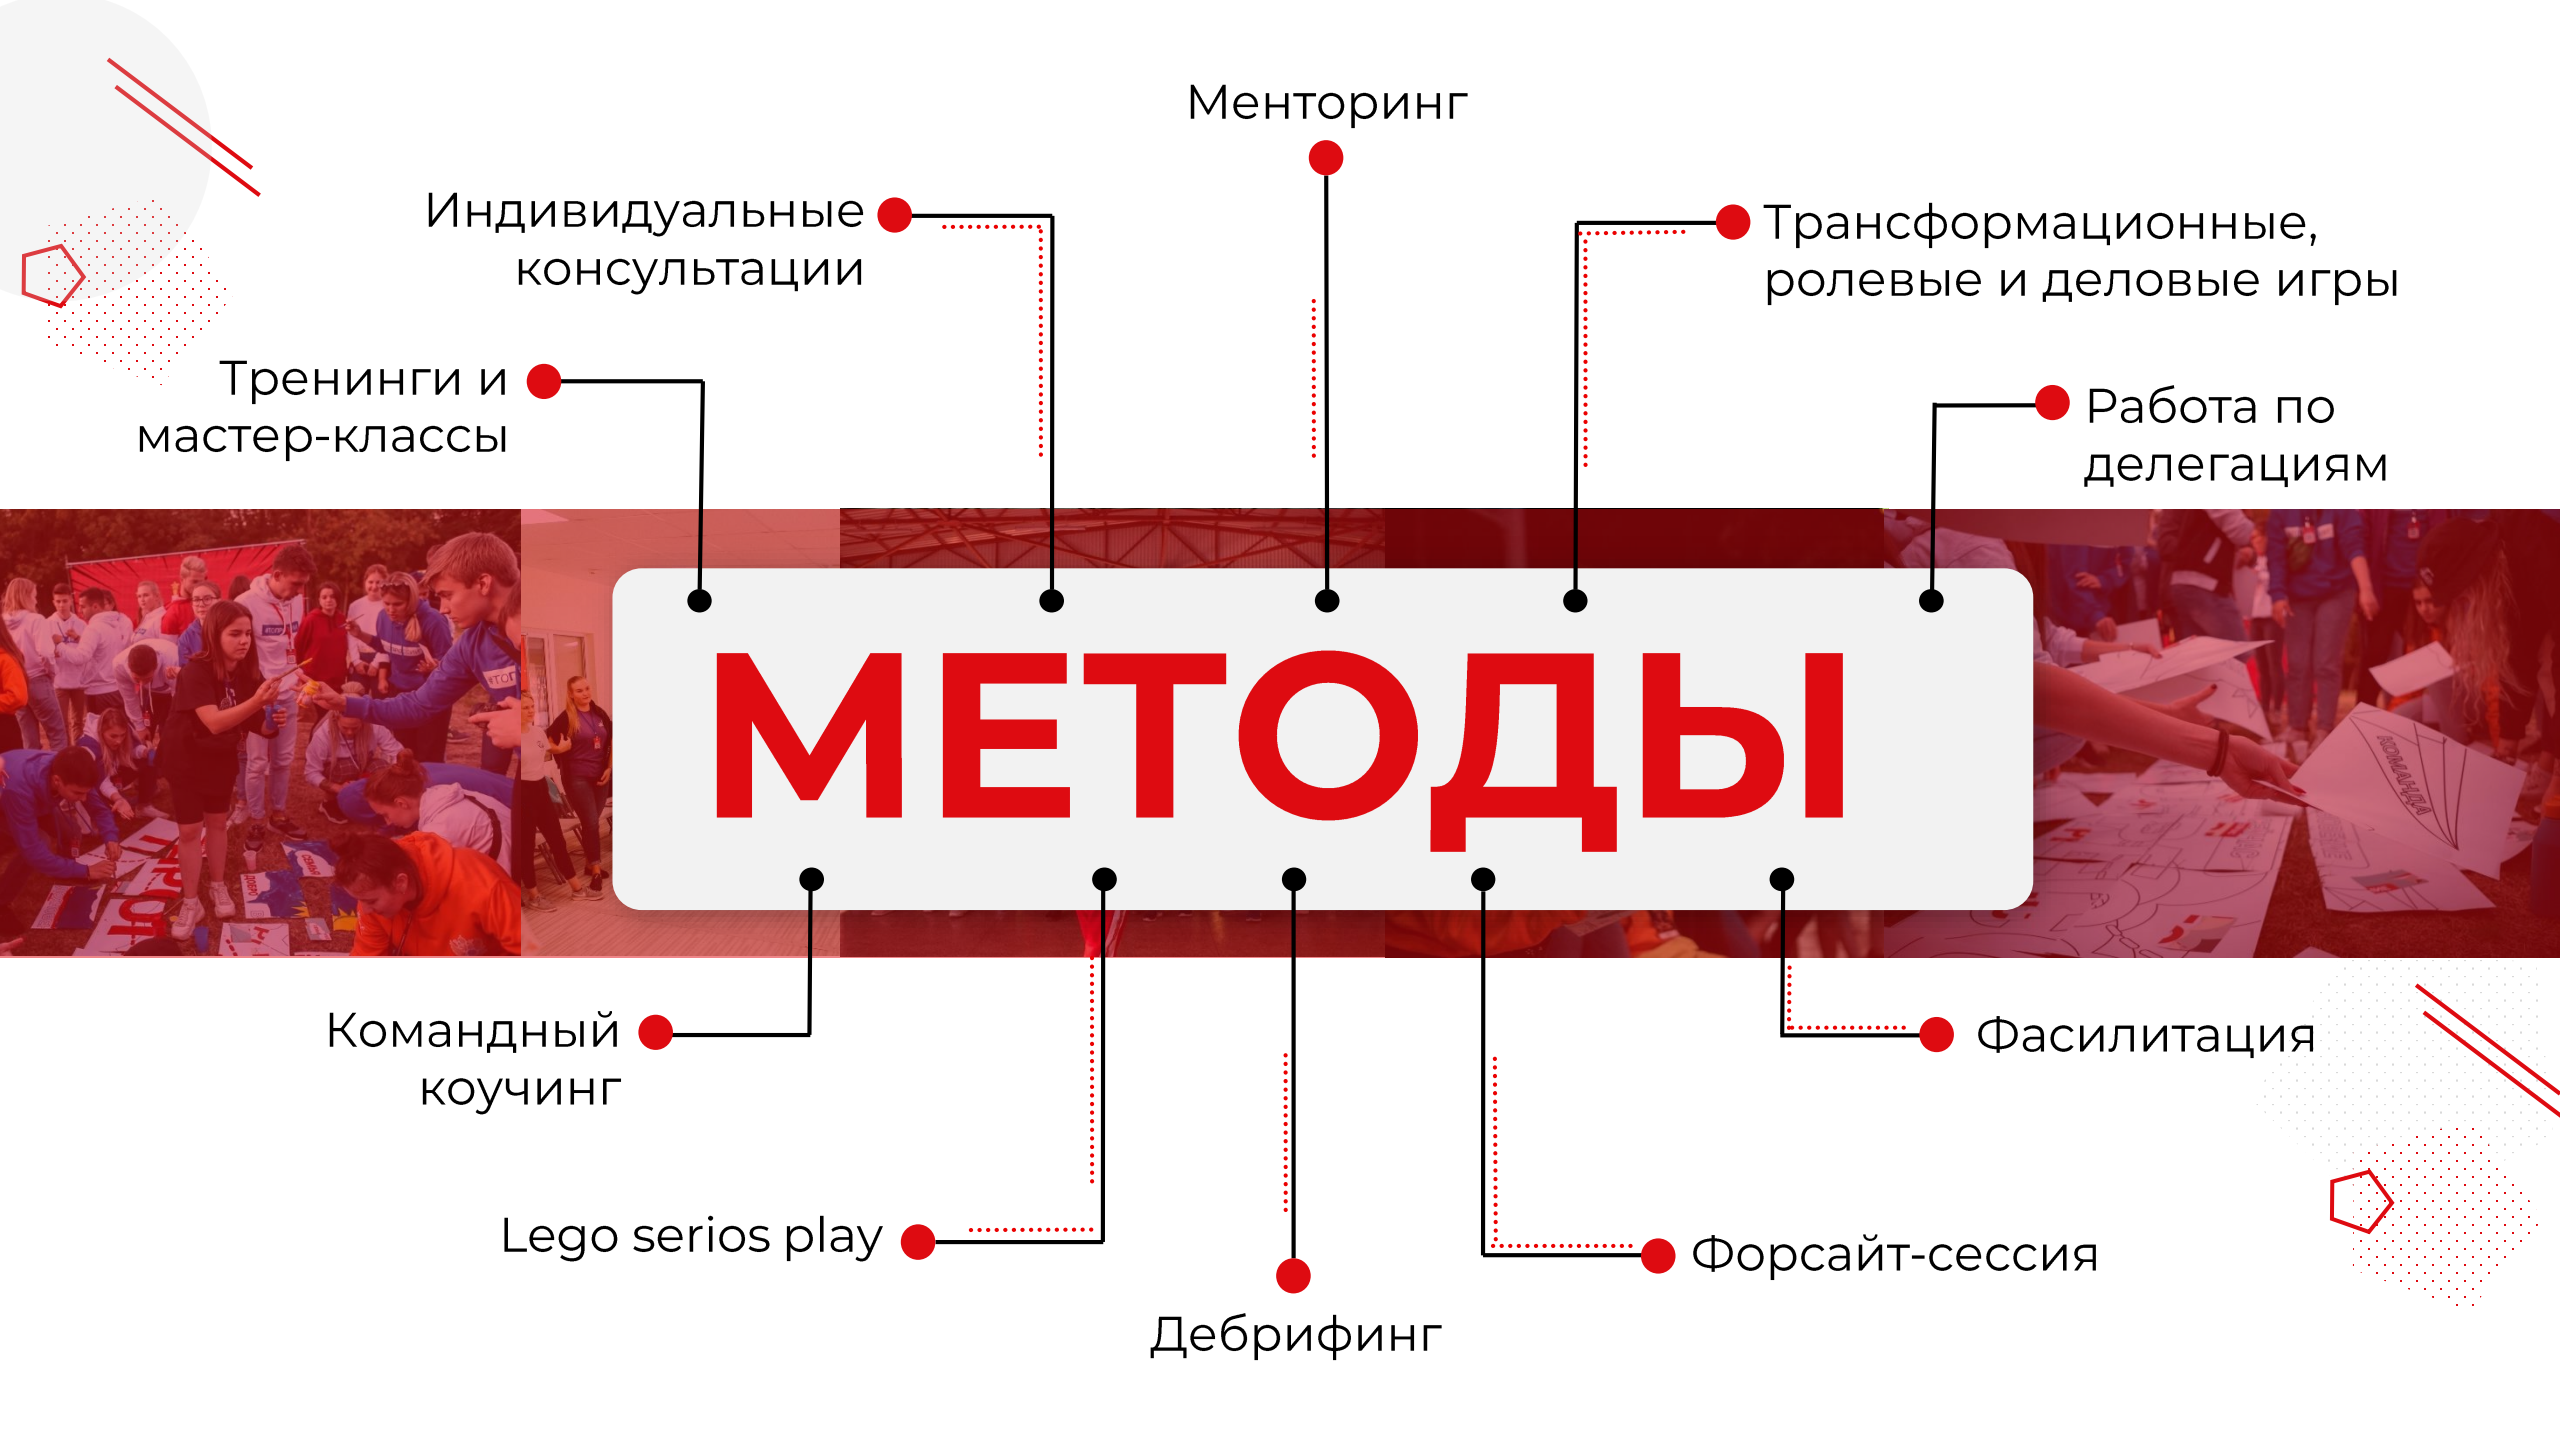 Менторинг
Индивидуальные
консультации
Трансформационные,
ролевые и деловые игры
Тренинги и
мастер-классы
Работа по
делегациям
МЕТОДЫ
КОМАНДА
Командный
коучинг
Фасилитация
Lego serios play
Форсайт-сессия
Дебрифинг